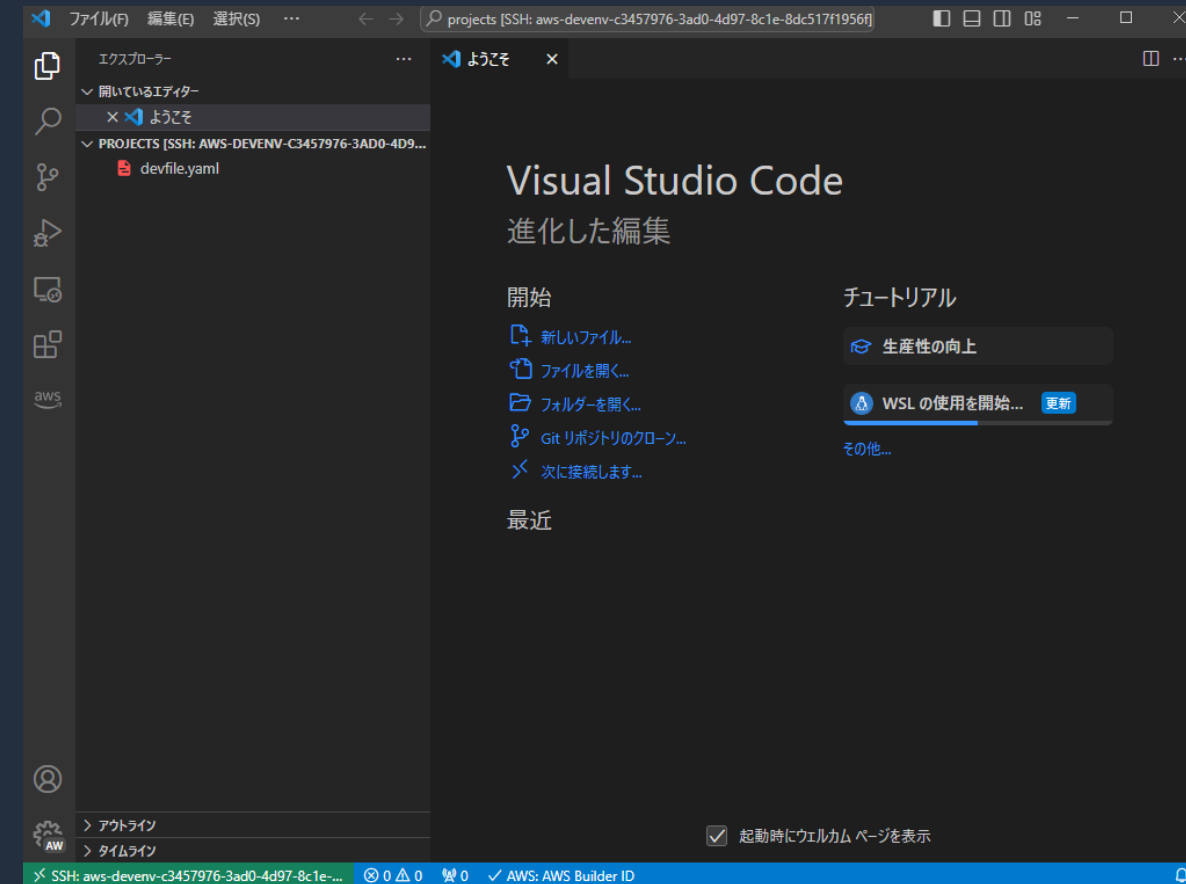 ファイル(F) 編集(E) 選択(S) ··· projects [SSH: aws-devenv-c3457976-3ad0-4d97-8c1e-8dc517f1956f]
エクスプローラー ···
ようこそ
開いているエディター
ようこそ
PROJECTS [SSH: AWS-DEVENV-C3457976-3AD0-4D9...
devfile.yaml
aws
Visual Studio Code
進化した編集
開始
新しいファイル...
ファイルを開く...
フォルダーを開く...
Git リポジトリのクローン...
次に接続します...
最近
チュートリアル
生産性の向上
WSL の使用を開始... 更新
その他...
起動時にウェルカム ページを表示
アウトライン
タイムライン
AW
SSH: aws-devenv-c3457976-3ad0-4d97-8c1e-... 0 0 0 AWS: AWS Builder ID